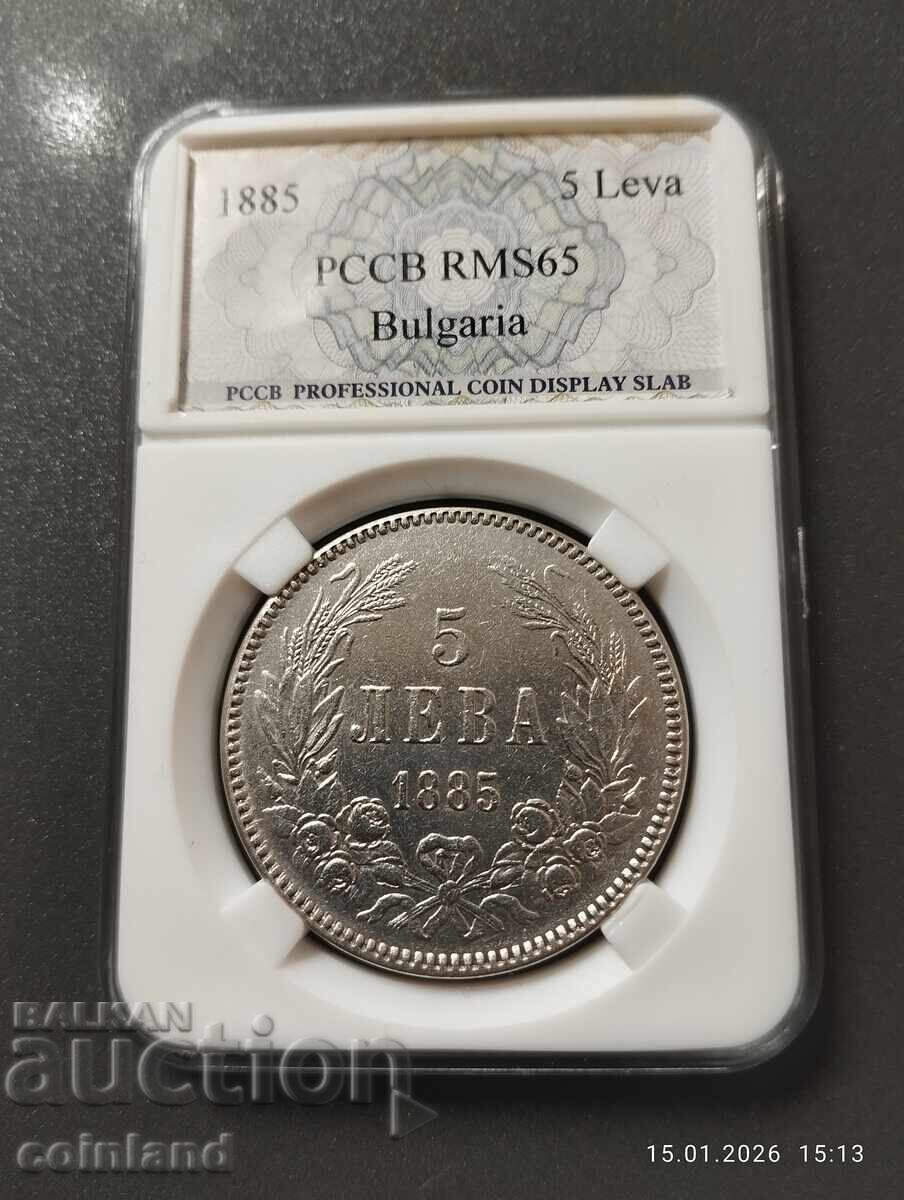 1885 5 Leva
PCCB RMS65
Bulgaria
PCCB PROFESSIONAL COIN DISPLAY SLAB
5
ЛЕВА
1885
BALKAN
auction
coinland
15.01.2026 15:13